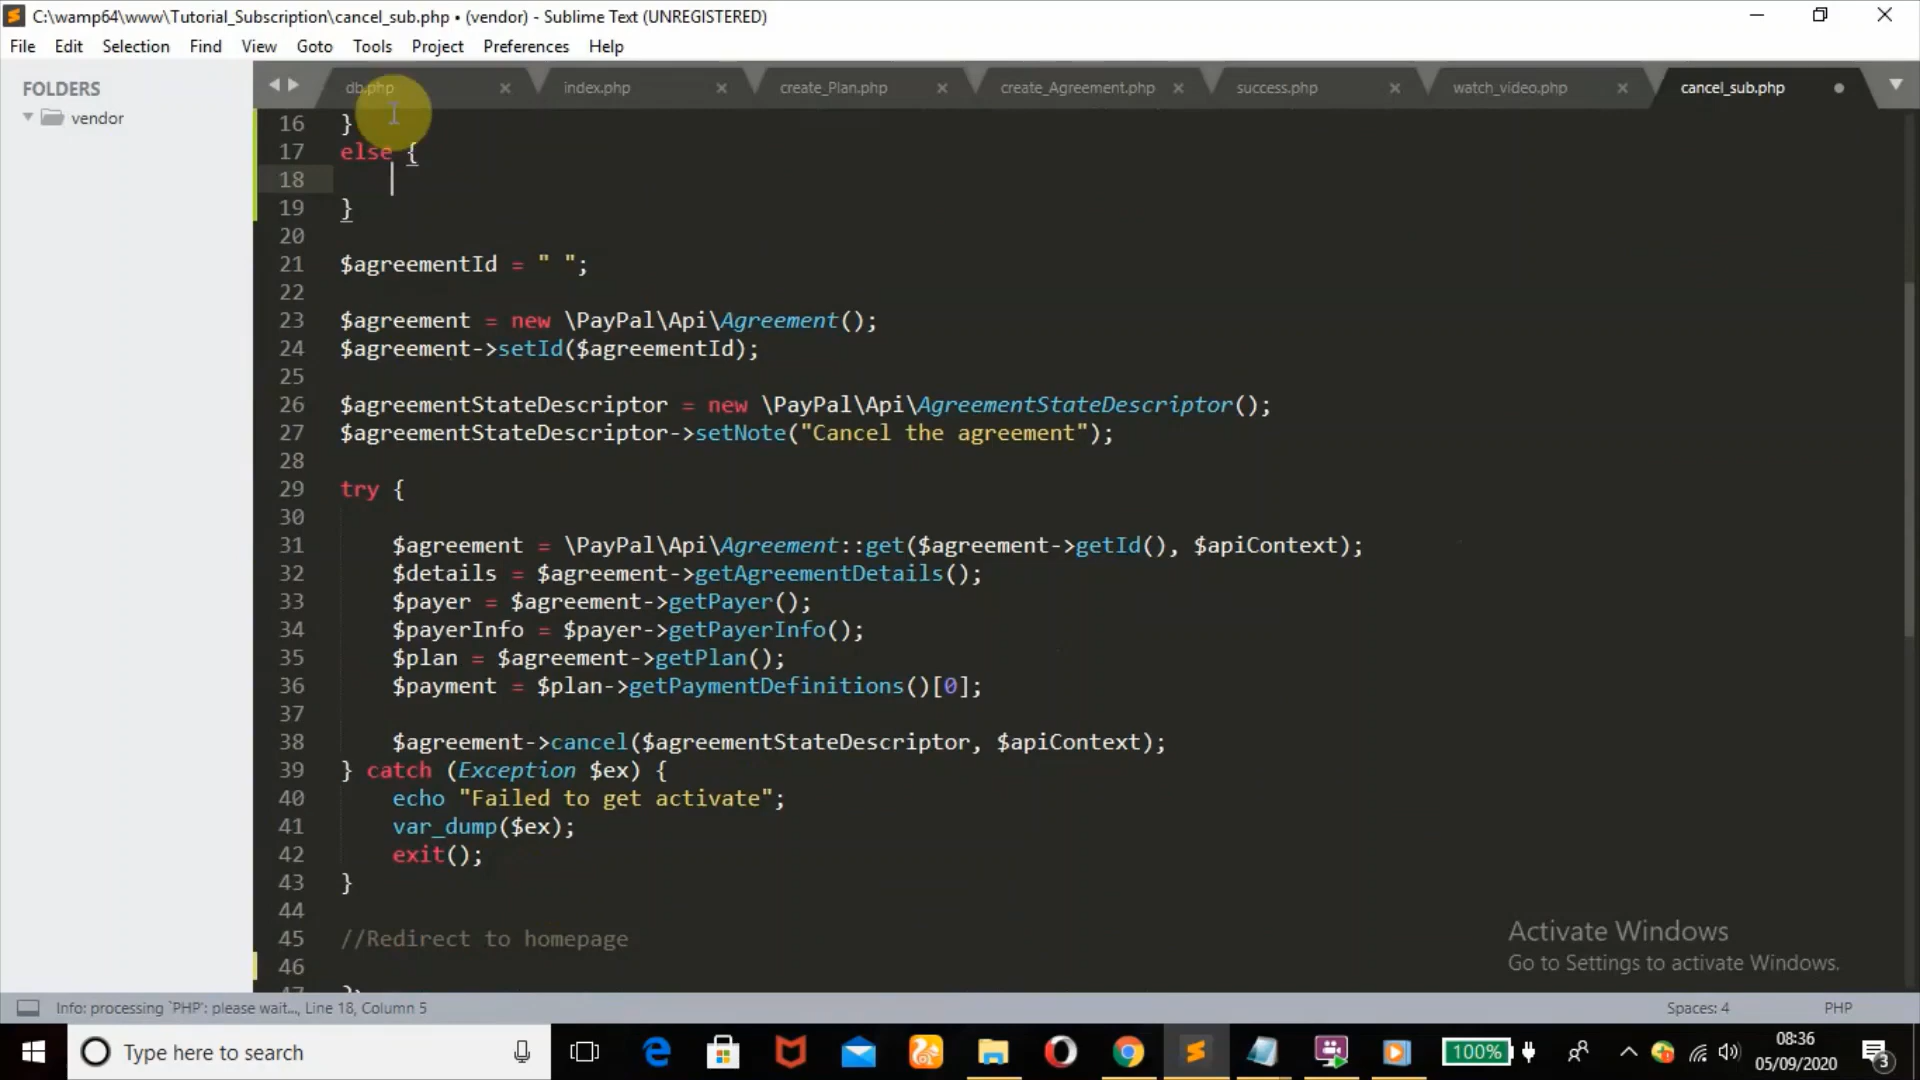 C:\wamp64\www\Tutorial_Subscription\cancel_sub.php • (vendor) - Sublime Text (UNREGISTERED)
File Edit Selection Find View Goto Tools Project Preferences Help
FOLDERS
vendor
db.php index.php create_Plan.php create_Agreement.php success.php watch_video.php cancel_sub.php
16 }
17 else {
18
19 }
20
21 $agreementId = " ";
22
23 $agreement = new \PayPal\Api\Agreement();
24 $agreement->setId($agreementId);
25
26 $agreementStateDescriptor = new \PayPal\Api\AgreementStateDescriptor();
27 $agreementStateDescriptor->setNote("Cancel the agreement");
28
29 try {
30
31 $agreement = \PayPal\Api\Agreement::get($agreement->getId(), $apiContext);
32 $details = $agreement->getAgreementDetails();
33 $payer = $agreement->getPayer();
34 $payerInfo = $payer->getPayerInfo();
35 $plan = $agreement->getPlan();
36 $payment = $plan->getPaymentDefinitions()[0];
37
38 $agreement->cancel($agreementStateDescriptor, $apiContext);
39 } catch (Exception $ex) {
40 echo "Failed to get activate";
41 var_dump($ex);
42 exit();
43 }
44
45 //Redirect to homepage
46
Activate Windows
Go to Settings to activate Windows.
Info: processing `PHP': please wait..., Line 18, Column 5 Spaces: 4 PHP
Type here to search 100% 08:36
05/09/2020 3